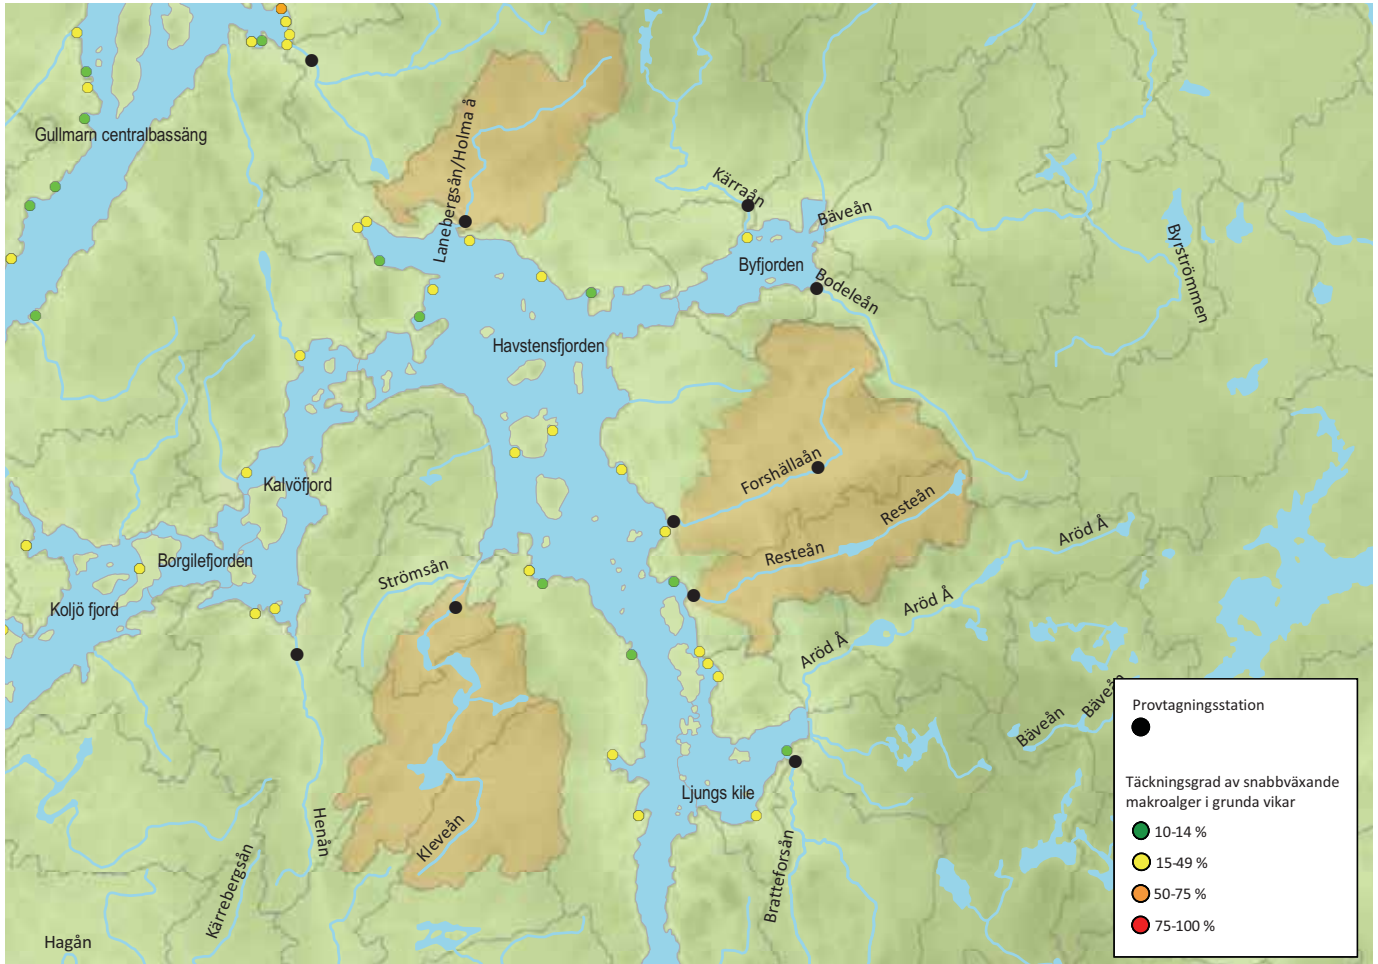 Gullmarn centralbassäng
Lanebergsån/Holma å
Kärraån
Bäveån
Byfjorden
Bodeleån
Byrströmmen
Havstensfjorden
Kalvöfjord
Forshällaån
Resteån
Resteån
Aröd Å
Borgilefjorden
Strömsån
Koljö fjord
Aröd Å
Aröd Å
Bäveån
Bäveån
Ljungs kile
Henån
Kleveån
Bratteforsån
Kärrebergsån
Hagån
Provtagningsstation
Täckningsgrad av snabbväxande
makroalger i grunda vikar
10-14 %
15-49 %
50-75 %
75-100 %